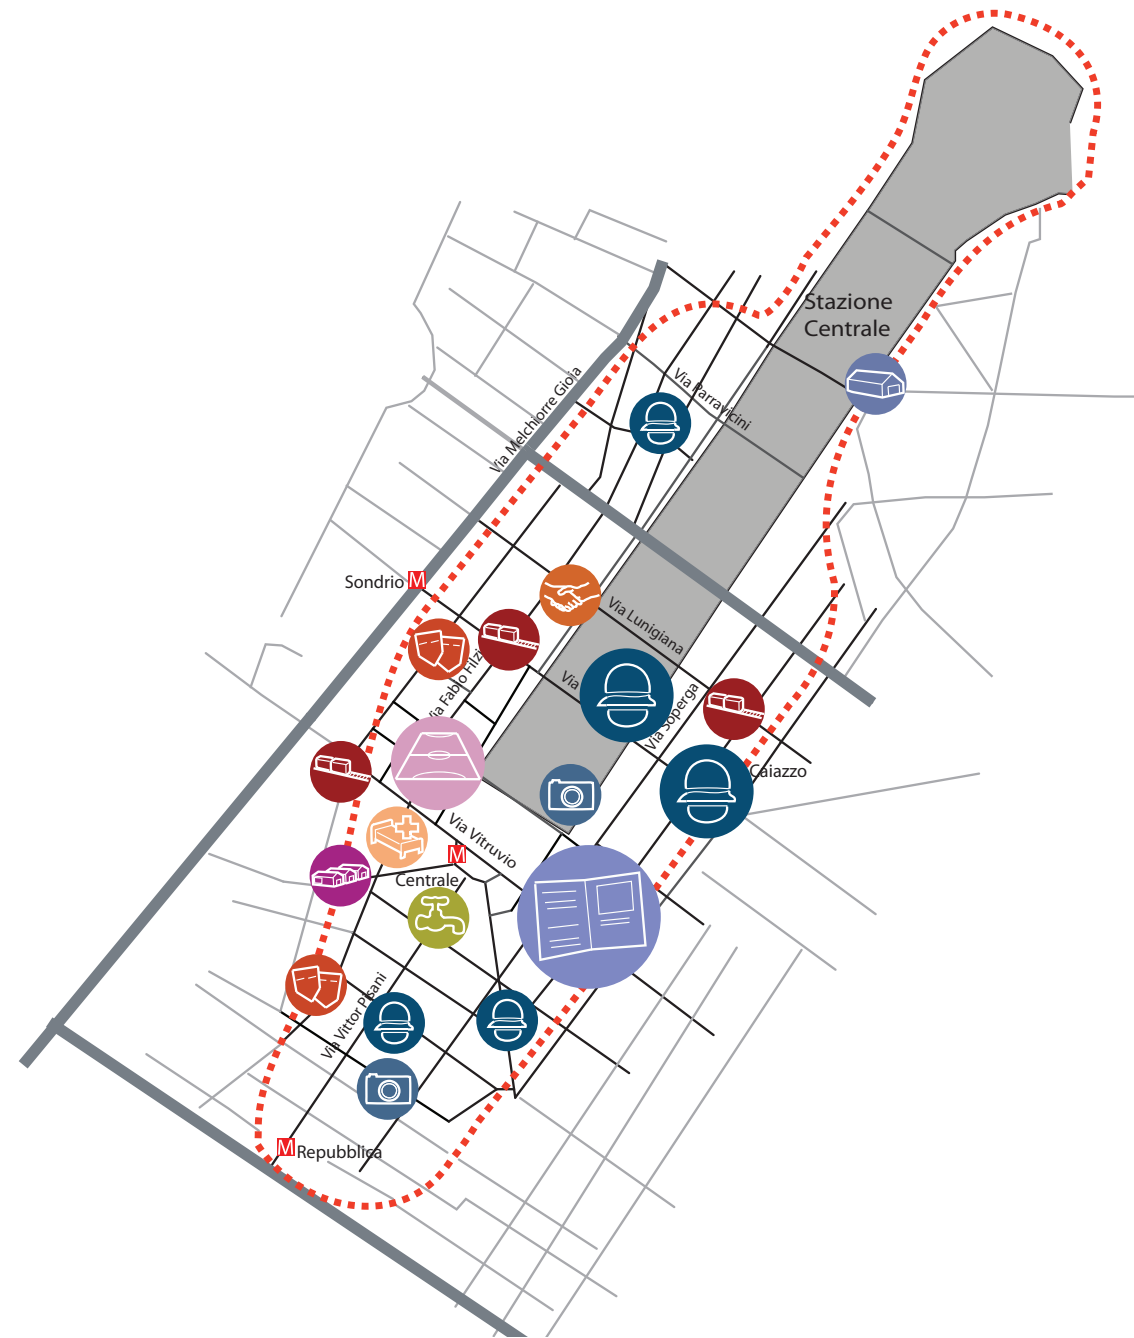 Stazione
Centrale
Via Parravicini
Via Melchiorre Gioia
Sondrio M
Via Lunigiana
Via Fabio Filzi
Via
Via Soperga
Caiazzo
Via Vitruvio
M
Centrale
Via Vittor Pisani
M Repubblica